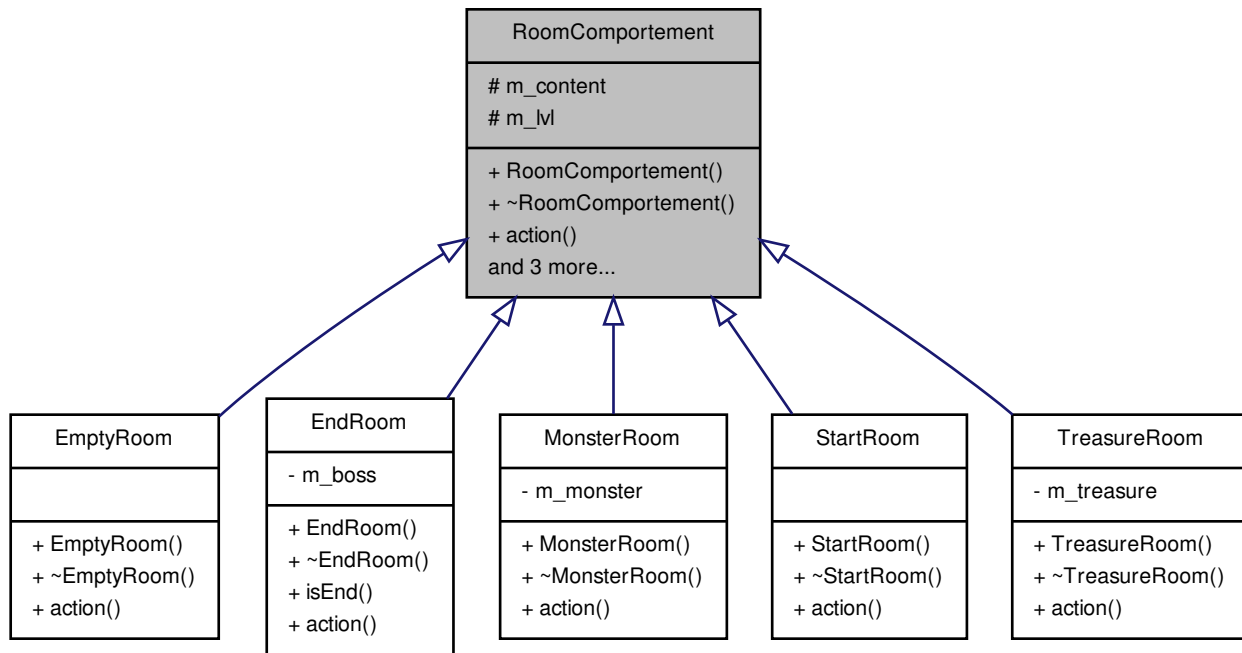 RoomComportement
# m_content
# m_lvl
+ RoomComportement()
+ ~RoomComportement()
+ action()
and 3 more...
EmptyRoom
+ EmptyRoom()
+ ~EmptyRoom()
+ action()
EndRoom
- m_boss
+ EndRoom()
+ ~EndRoom()
+ isEnd()
+ action()
MonsterRoom
- m_monster
+ MonsterRoom()
+ ~MonsterRoom()
+ action()
StartRoom
+ StartRoom()
+ ~StartRoom()
+ action()
TreasureRoom
- m_treasure
+ TreasureRoom()
+ ~TreasureRoom()
+ action()